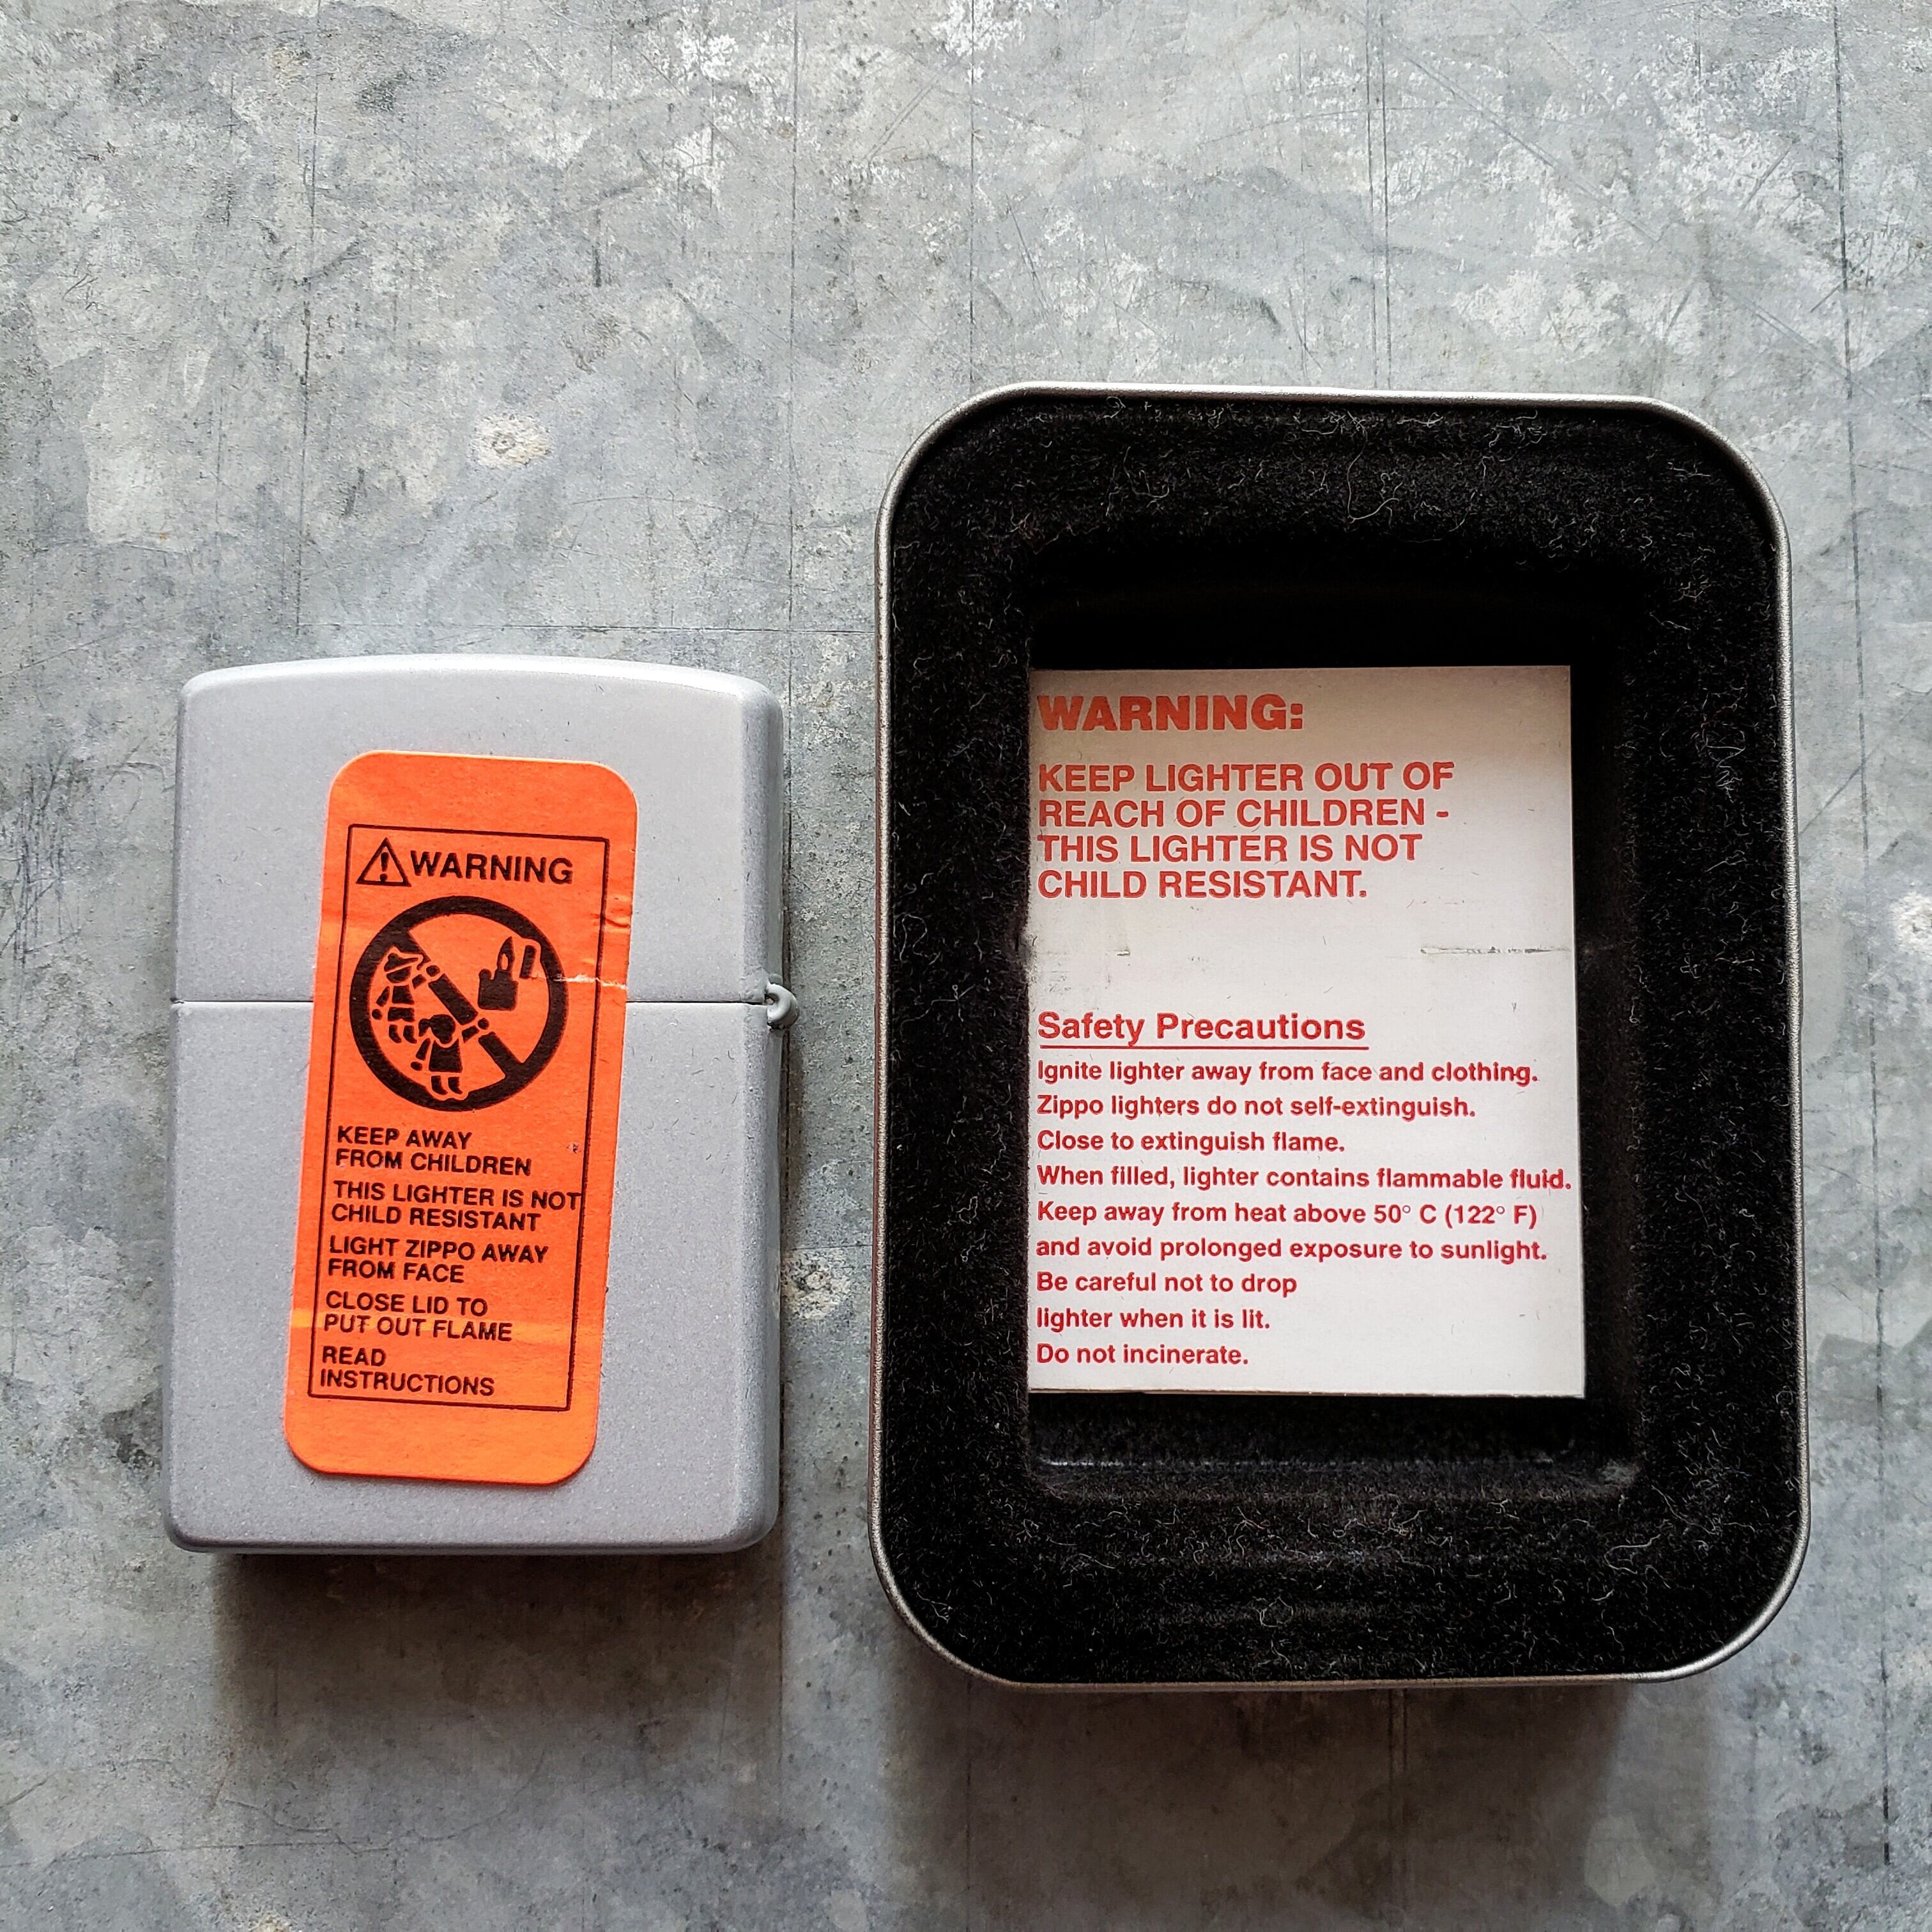 WARNING
KEEP AWAY
FROM CHILDREN
THIS LIGHTER IS NOT
CHILD RESISTANT
LIGHT ZIPPO AWAY
FROM FACE
CLOSE LID TO
PUT OUT FLAME
READ
INSTRUCTIONS
WARNING:
KEEP LIGHTER OUT OF
REACH OF CHILDREN -
THIS LIGHTER IS NOT
CHILD RESISTANT.
Safety Precautions
Ignite lighter away from face and clothing.
Zippo lighters do not self-extinguish.
Close to extinguish flame.
When filled, lighter contains flammable fluid.
Keep away from heat above 50° C (122° F)
and avoid prolonged exposure to sunlight.
Be careful not to drop
lighter when it is lit.
Do not incinerate.